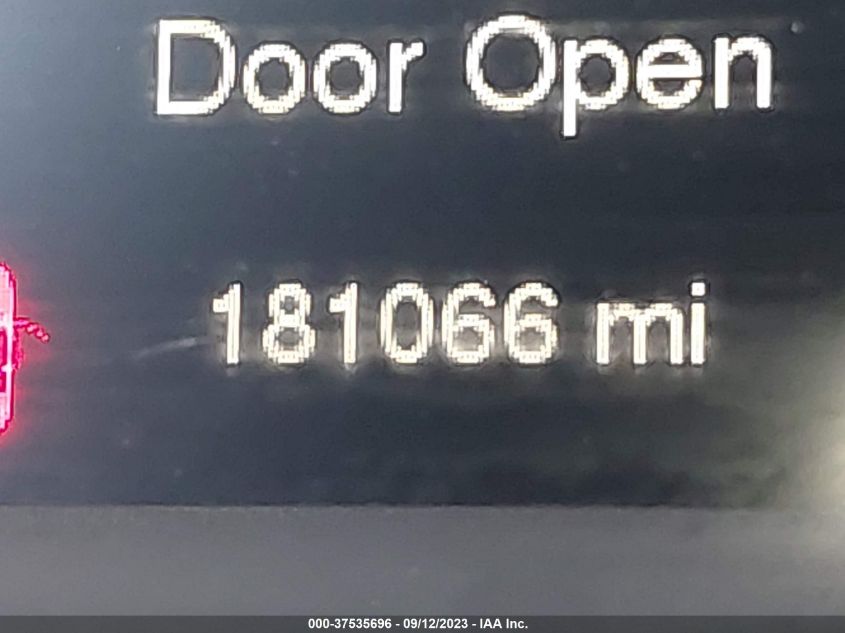 Door Open
181066 mi
000-37535696 - 09/12/2023 - IAA Inc.